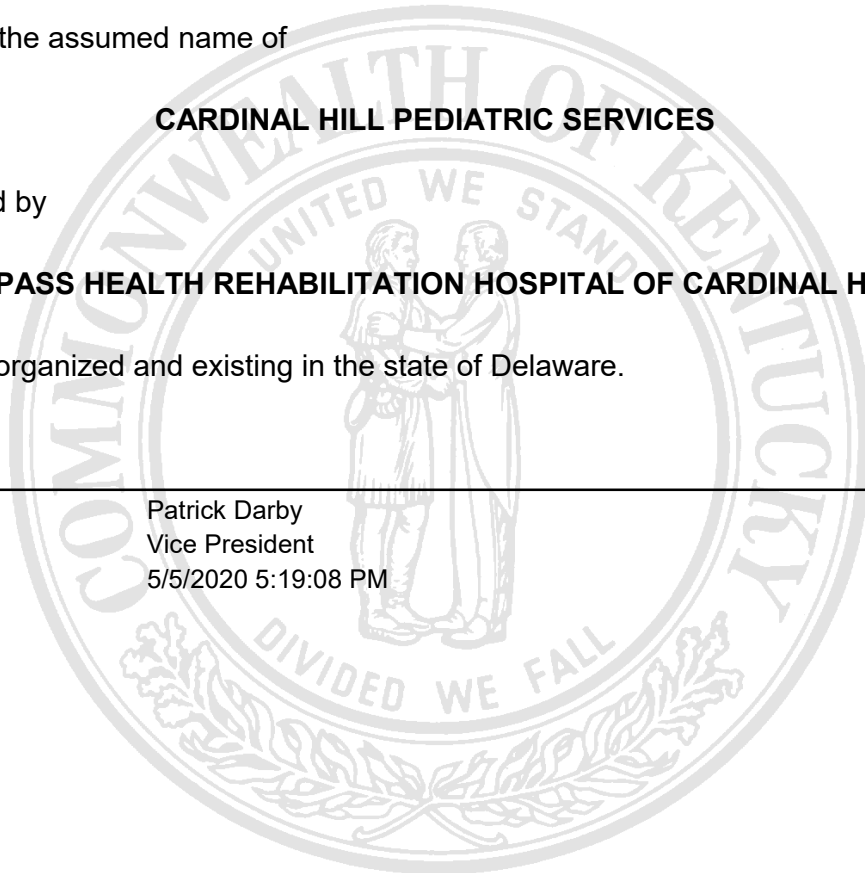 the assumed name of
CARDINAL HILL PEDIATRIC SERVICES
d by
PASS HEALTH REHABILITATION HOSPITAL OF CARDINAL H
organized and existing in the state of Delaware.
Patrick Darby
Vice President
5/5/2020 5:19:08 PM
COMMONWEALTH OF KENTUCKY
UNITED WE STAND
DIVIDED WE FALL